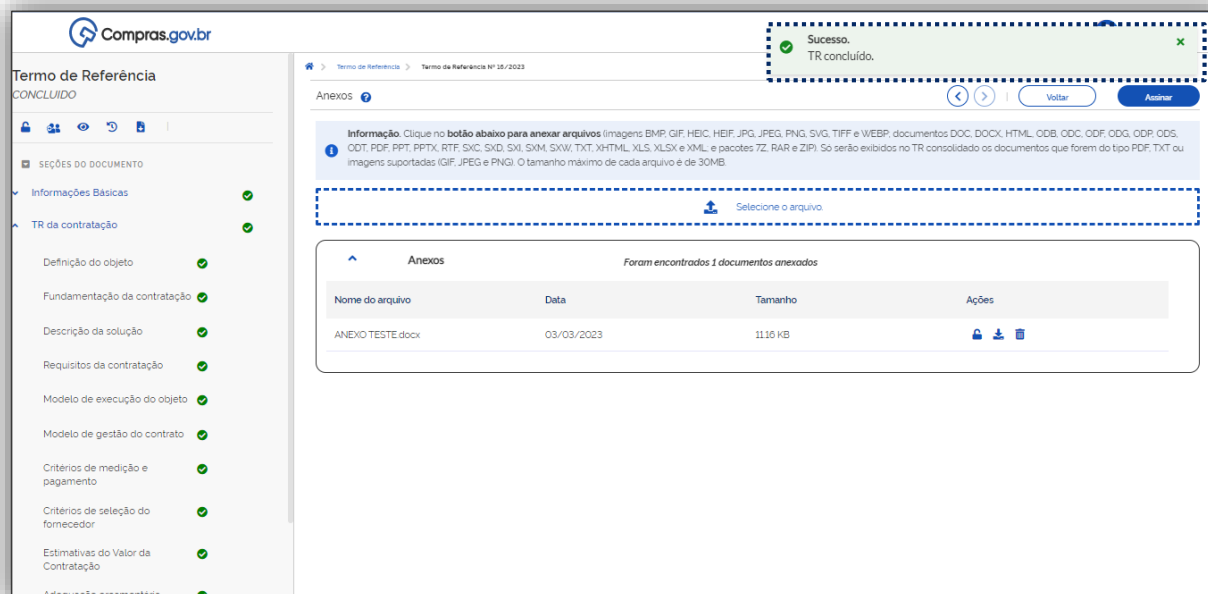 Compras.gov.br
Sucesso.
TR concluído.
Termo de Referência
CONCLUIDO
Termo de Referência > Termo de Referência Nº 16/2023
Anexos
Voltar
Assinar
Informação. Clique no botão abaixo para anexar arquivos (imagens BMP, GIF, HEIC, HEIF, JPG, JPEG, PNG, SVG, TIFF e WEBP; documentos DOC, DOCX, HTML, ODB, ODC, ODF, ODG, ODP, ODS,
ODT, PDF, PPT, PPTX, RTF, SXC, SXD, SXI, SXM, SXW, TXT, XHTML, XLS, XLSX e XML; e pacotes 7Z, RAR e ZIP). Só serão exibidos no TR consolidado os documentos que forem do tipo PDF, TXT ou
imagens suportadas (GIF, JPEG e PNG). O tamanho máximo de cada arquivo é de 30MB.
Selecione o arquivo.
Anexos
Foram encontrados 1 documentos anexados
Nome do arquivo Data Tamanho Ações
ANEXO TESTE.docx 03/03/2023 11.16 KB
SEÇÕES DO DOCUMENTO
Informações Básicas
TR da contratação
Definição do objeto
Fundamentação da contratação
Descrição da solução
Requisitos da contratação
Modelo de execução do objeto
Modelo de gestão do contrato
Critérios de medição e
pagamento
Critérios de seleção do
fornecedor
Estimativas do Valor da
Contratação